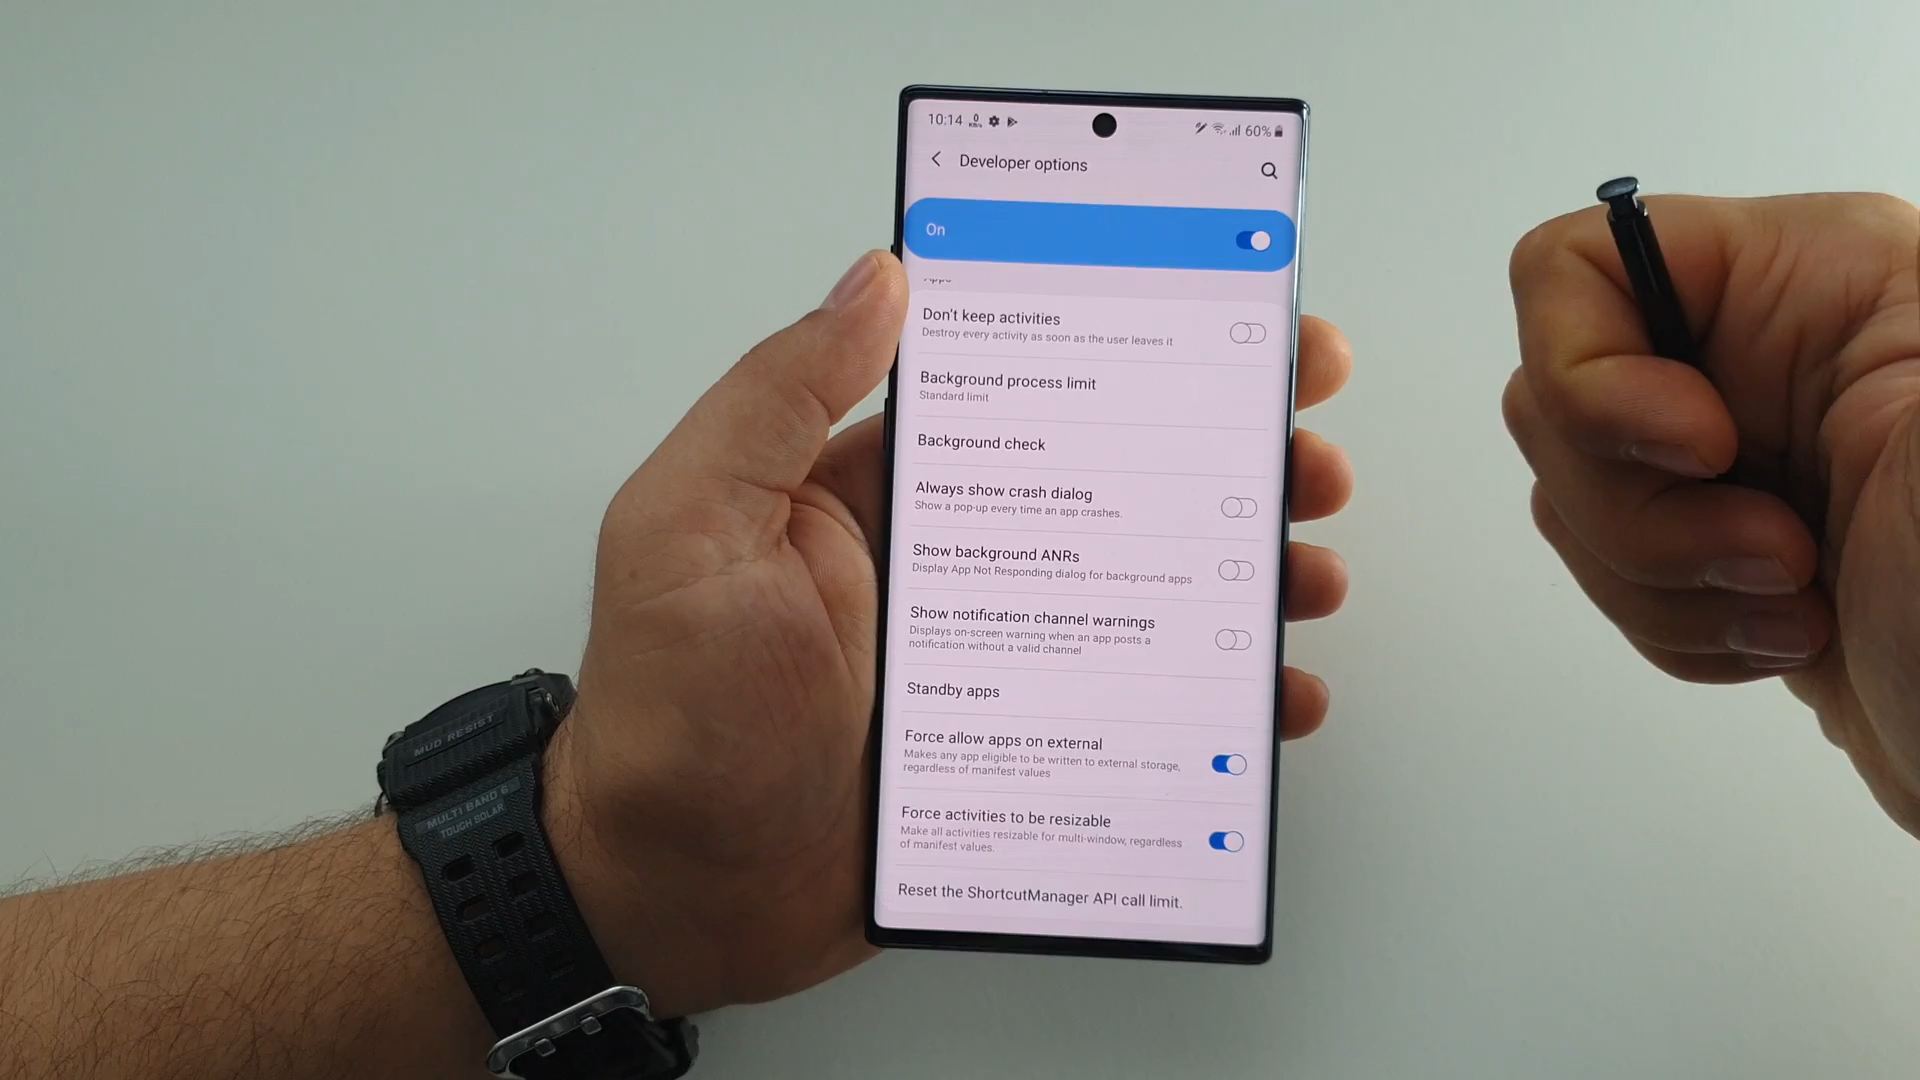 10:14 0 KB/s 60%
Developer options
On
Apps
Don't keep activities
Destroy every activity as soon as the user leaves it
Background process limit
Standard limit
Background check
Always show crash dialog
Show a pop-up every time an app crashes.
Show background ANRs
Display App Not Responding dialog for background apps
Show notification channel warnings
Displays on-screen warning when an app posts a
notification without a valid channel
Standby apps
Force allow apps on external
Makes any app eligible to be written to external storage,
regardless of manifest values
Force activities to be resizable
Make all activities resizable for multi-window, regardless
of manifest values.
Reset the ShortcutManager API call limit.
MUD RESIST
MULTI BAND 6
TOUGH SOLAR